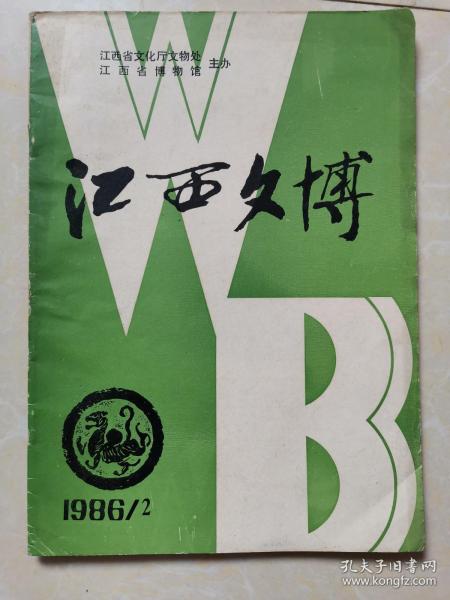 江西省文化厅文物处
江西省博物馆
主办
江西文博
W
B
1986/2
孔夫子旧书网
www.kongfz.com